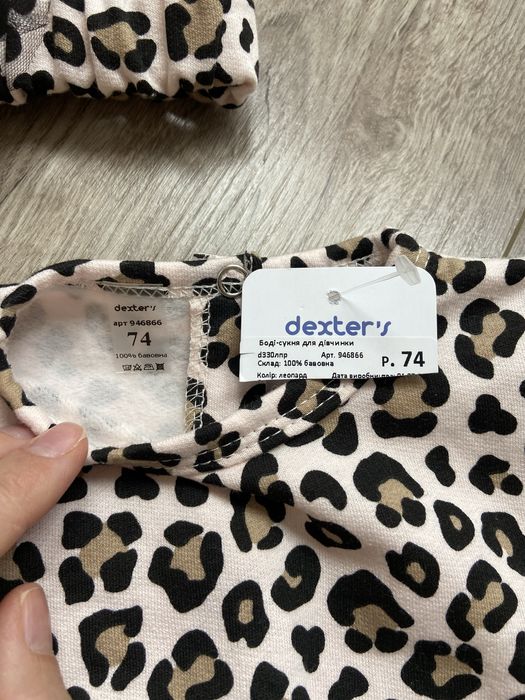 dexter's
арт 946866
74
100% бавовна
dexter's
Боді-сукня для дівчинки
d330лпр Арт. 946866
Склад: 100% бавовна
Р. 74
Колір: леопард Дата виробництва: